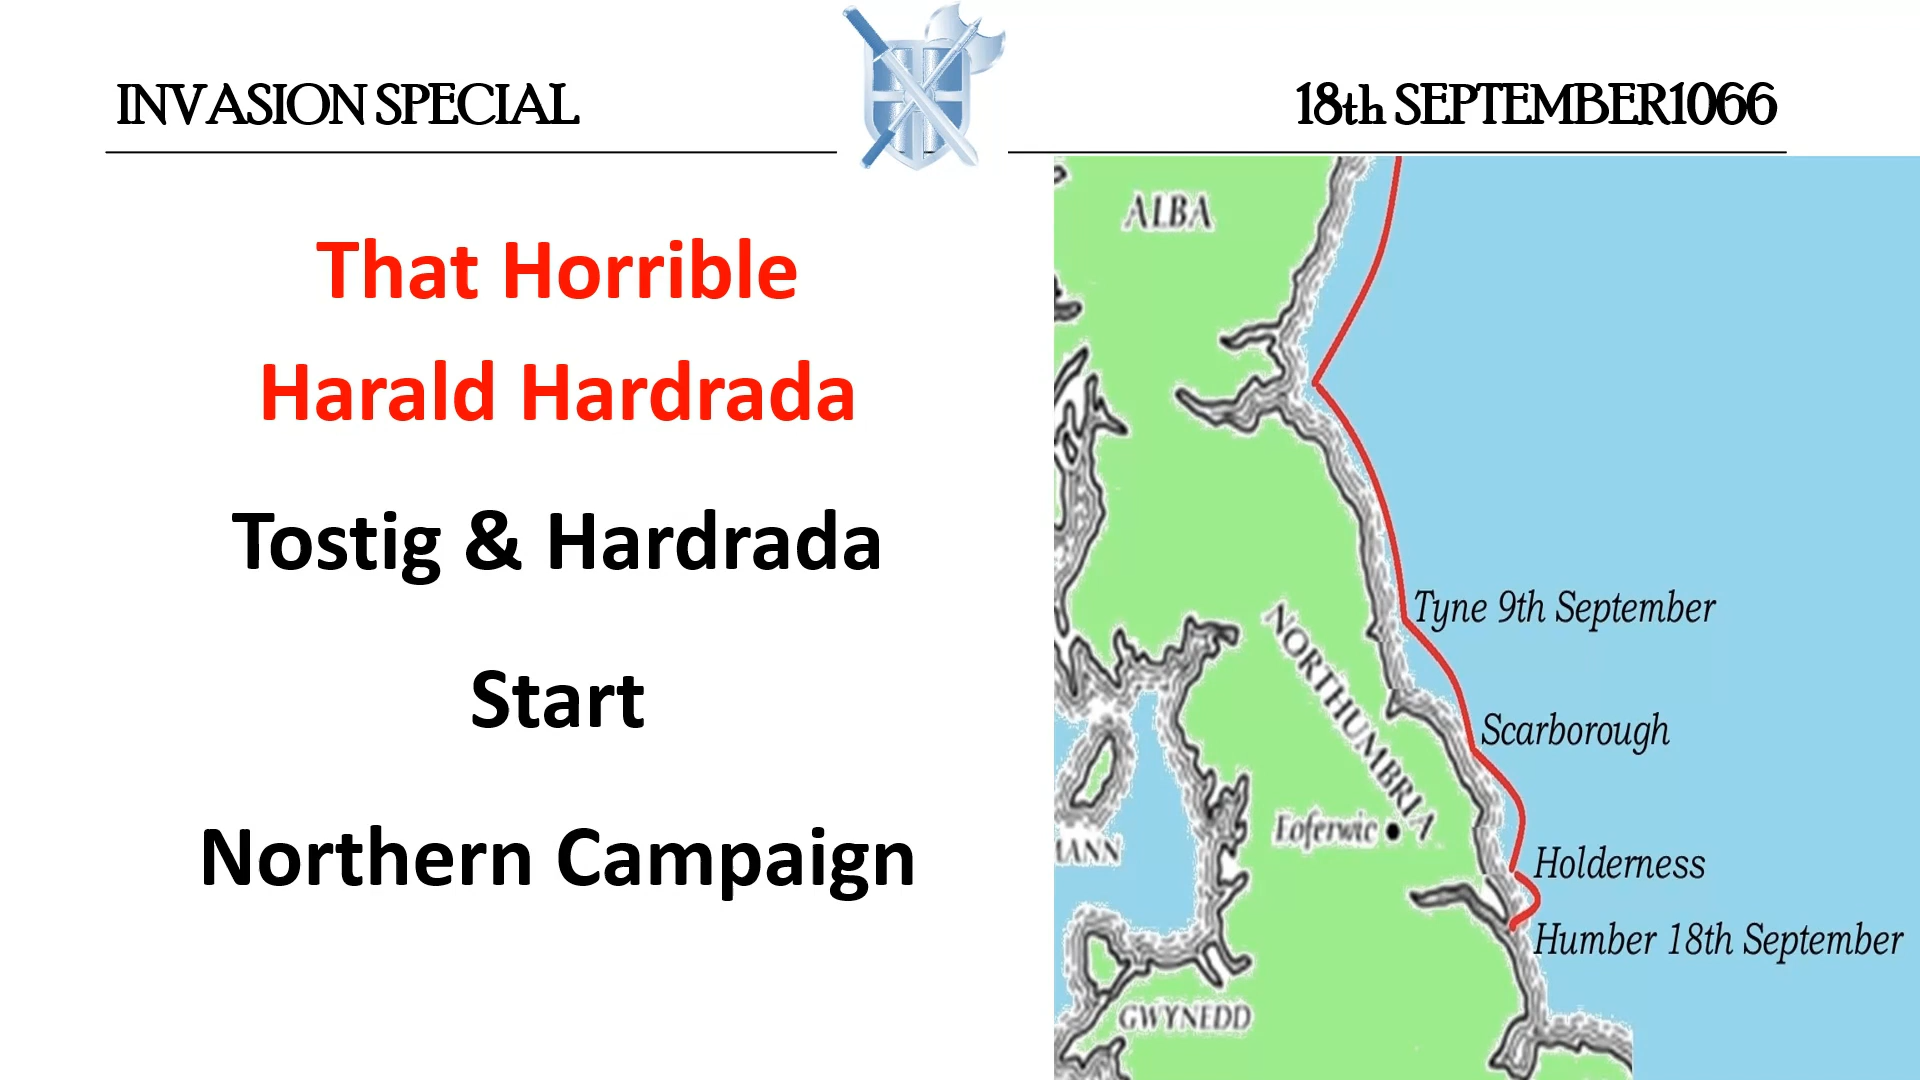 INVASION SPECIAL
18th SEPTEMBER1066
That Horrible
Harald Hardrada
Tostig & Hardrada
Start
Northern Campaign
ALBA
Tyne 9th September
NORTHUMBRIA
Scarborough
Eoferwic
Holderness
Humber 18th September
GWYNEDD